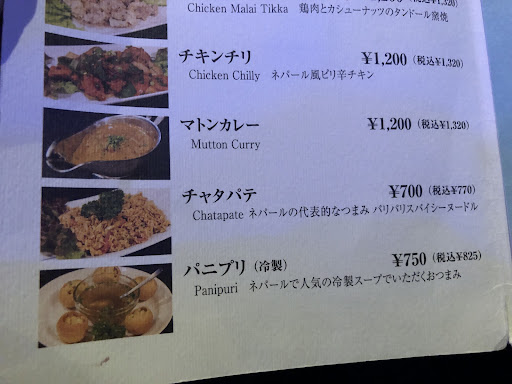 Chicken Malai Tikka 鶏肉とカシューナッツのタンドール窯焼
チキンチリ ¥1,200（税込¥1,320）
Chicken Chilly ネパール風ピリ辛チキン
マトンカレー ¥1,200（税込¥1,320）
Mutton Curry
チャタパテ ¥700（税込¥770）
Chatapate ネパールの代表的なつまみ パリパリスパイシーヌードル
パニプリ（冷製） ¥750（税込¥825）
Panipuri ネパールで人気の冷製スープでいただくおつまみ